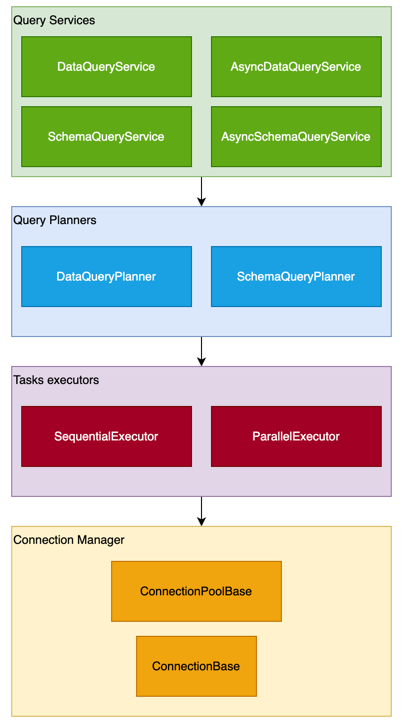 Query Services
DataQueryService
AsyncDataQueryService
SchemaQueryService
AsyncSchemaQueryService
Query Planners
DataQueryPlanner
SchemaQueryPlanner
Tasks executors
SequentialExecutor
ParallelExecutor
Connection Manager
ConnectionPoolBase
ConnectionBase